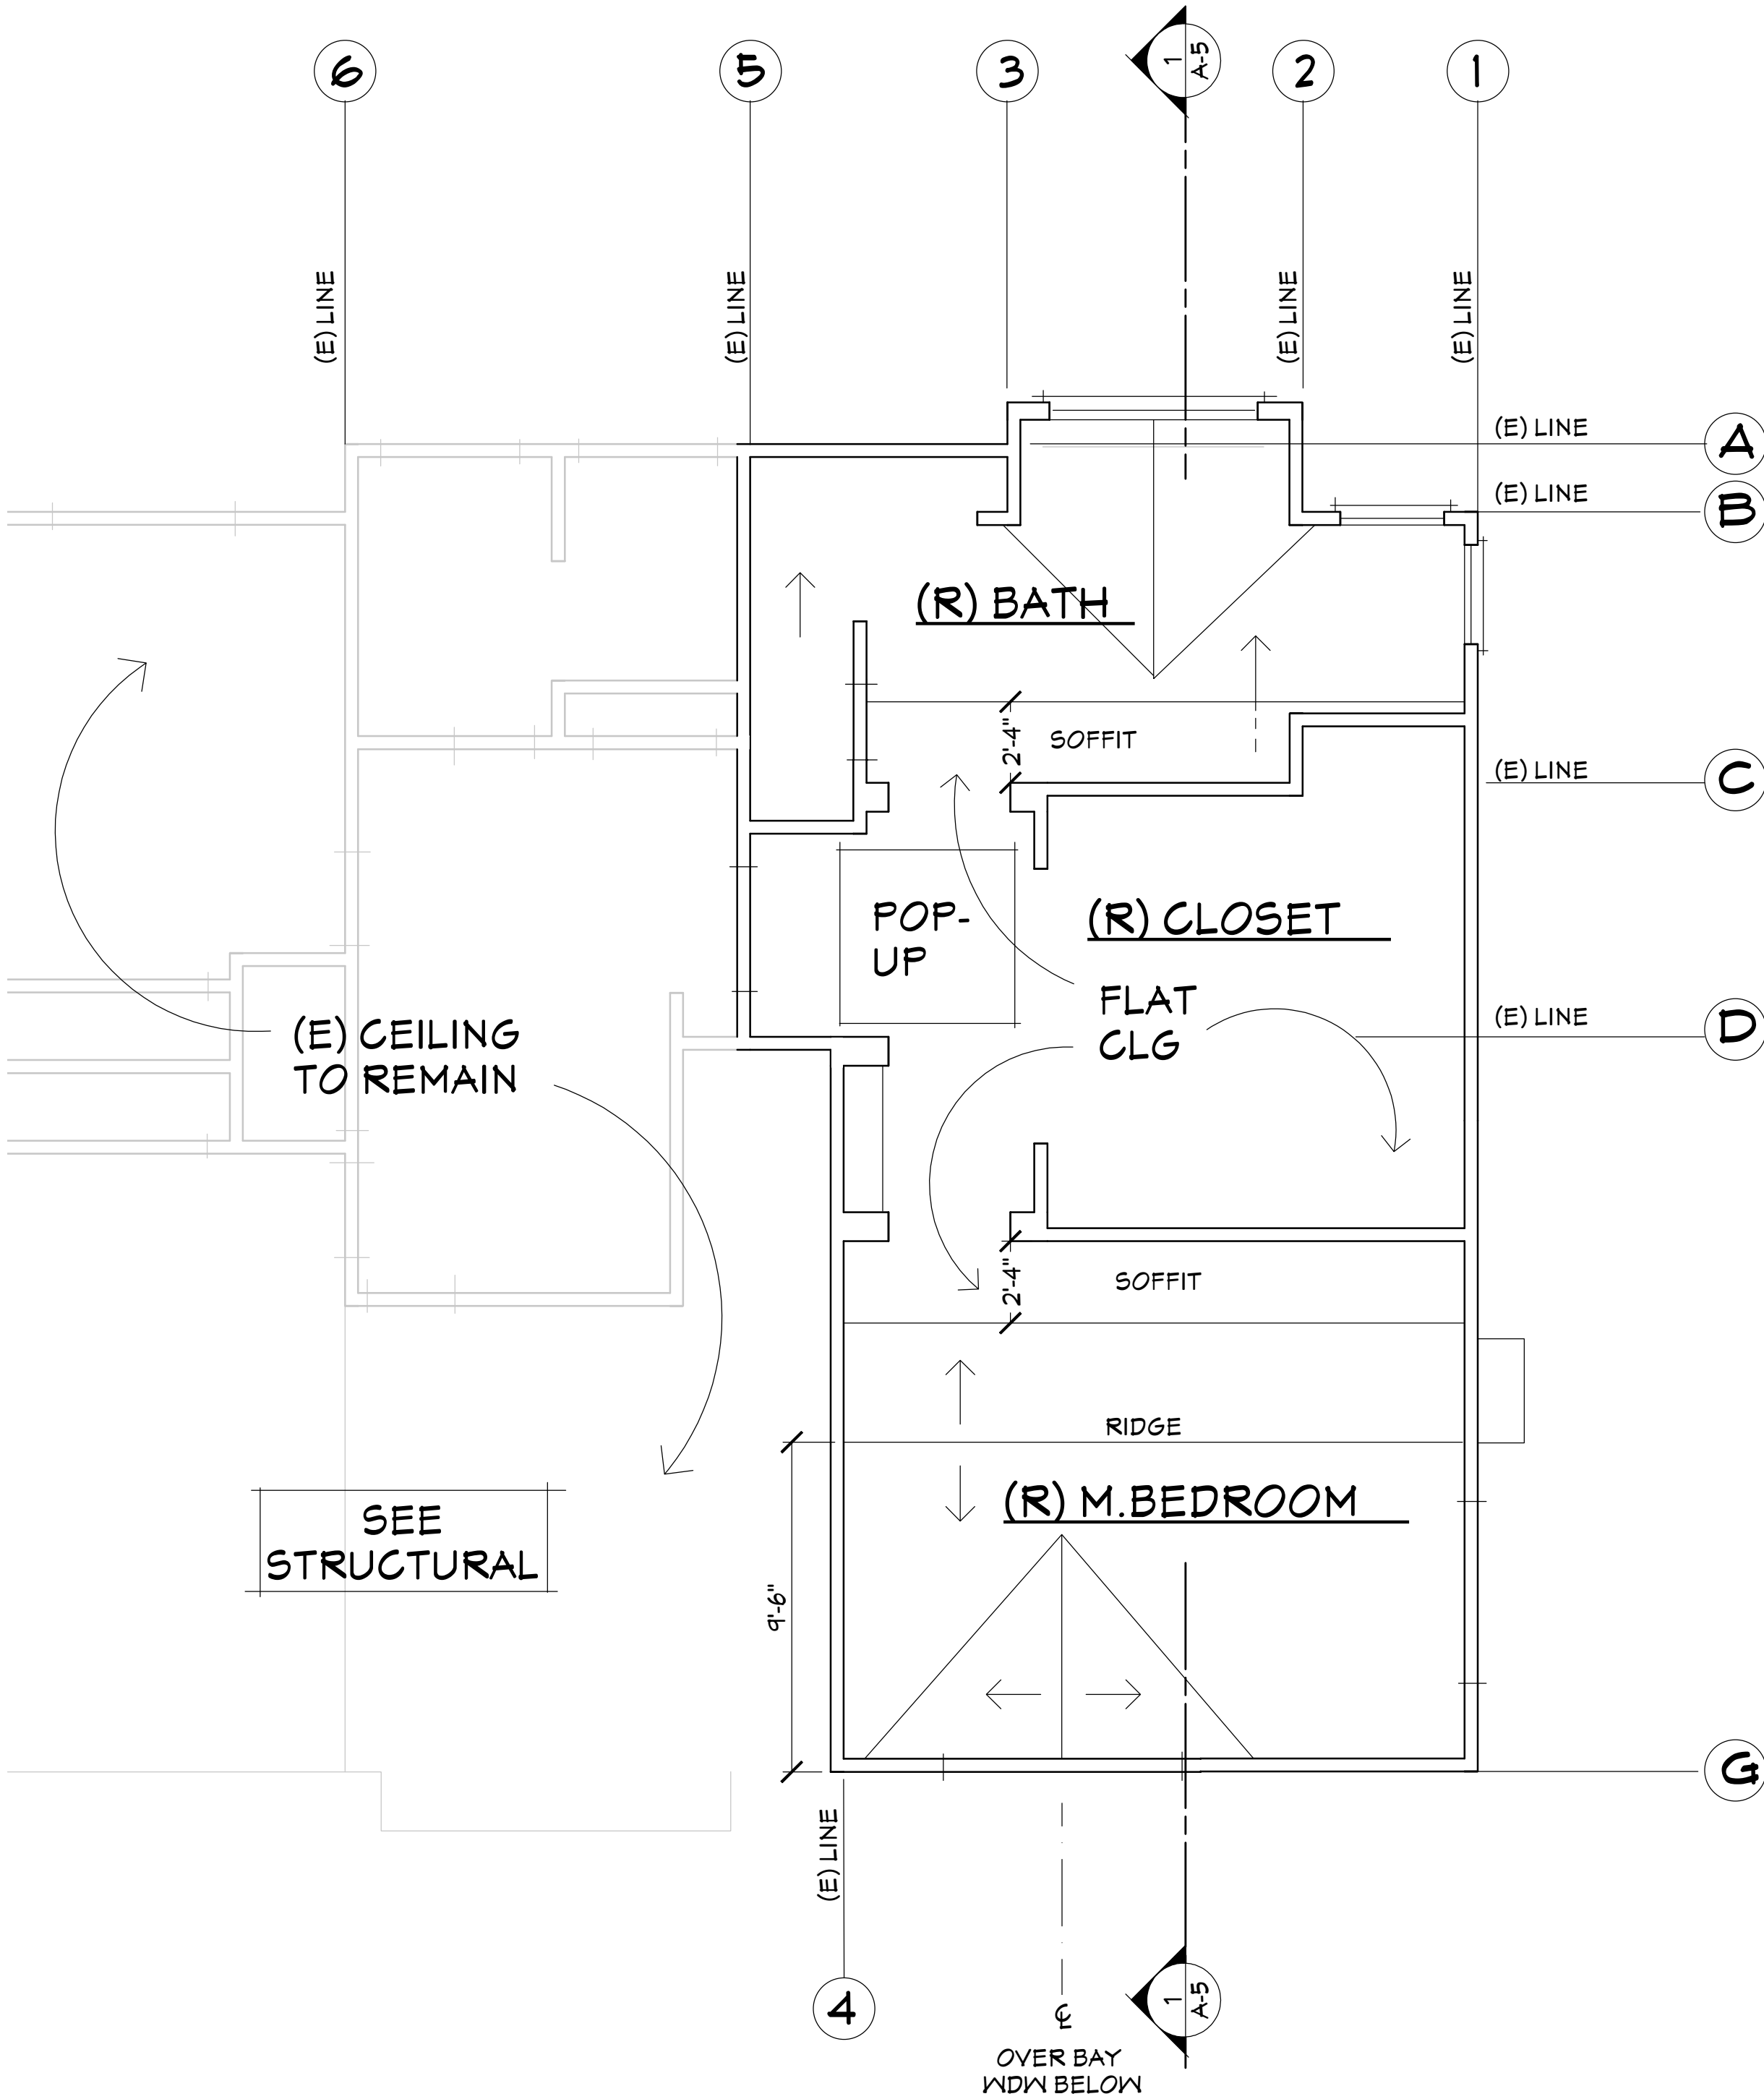 6
5
3
1
A-5
2
1
(E) LINE
(E) LINE
(E) LINE
(E) LINE
(E) LINE
A
(E) LINE
B
(R) BATH
2'-4"
SOFFIT
(E) LINE
C
POP-
UP
(R) CLOSET
FLAT
CLG
(E) LINE
D
(E) CEILING
TO REMAIN
2'-4"
SOFFIT
RIDGE
(R) M.BEDROOM
SEE
STRUCTURAL
9'-6"
G
(E) LINE
4
1
A-5
℄
OVER BAY
WDW BELOW